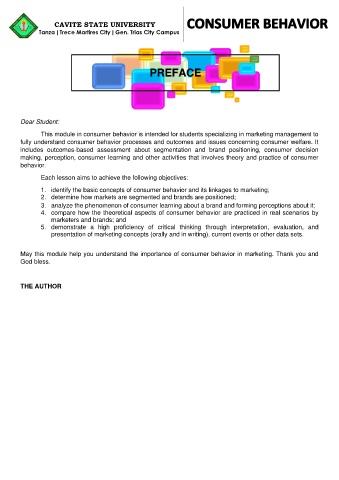 CAVITE STATE UNIVERSITY
Tanza | Trece Martires City | Gen. Trias City Campus
CONSUMER BEHAVIOR
PREFACE
Dear Student:
This module in consumer behavior is intended for students specializing in marketing management to
fully understand consumer behavior processes and outcomes and issues concerning consumer welfare. It
includes outcomes-based assessment about segmentation and brand positioning, consumer decision
making, perception, consumer learning and other activities that involves theory and practice of consumer
behavior.
Each lesson aims to achieve the following objectives:
1. identify the basic concepts of consumer behavior and its linkages to marketing;
2. determine how markets are segmented and brands are positioned;
3. analyze the phenomenon of consumer learning about a brand and forming perceptions about it;
4. compare how the theoretical aspects of consumer behavior are practiced in real scenarios by
marketers and brands; and
5. demonstrate a high proficiency of critical thinking through interpretation, evaluation, and
presentation of marketing concepts (orally and in writing), current events or other data sets.
May this module help you understand the importance of consumer behavior in marketing. Thank you and
God bless.
THE AUTHOR